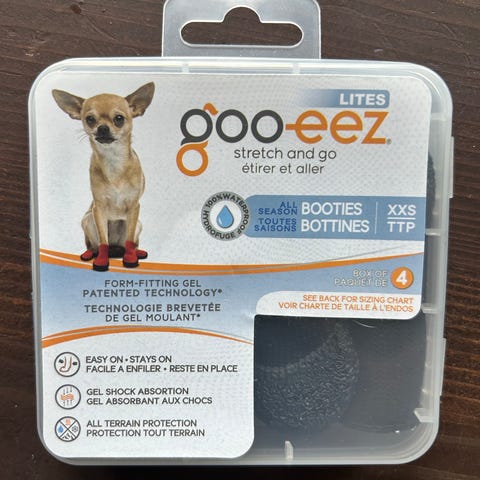 LITES
goo-eez®
stretch and go
étirer et aller
100% WATERPROOF
HYDROFUGE
ALL SEASON BOOTIES XXS
TOUTES SAISONS BOTTINES TTP
FORM-FITTING GEL
PATENTED TECHNOLOGY*
TECHNOLOGIE BREVETÉE
DE GEL MOULANT*
BOX OF
PAQUET DE 4
SEE BACK FOR SIZING CHART
VOIR CHARTE DE TAILLE À L'ENDOS
EASY ON • STAYS ON
FACILE A ENFILER • RESTE EN PLACE
GEL SHOCK ABSORTION
GEL ABSORBANT AUX CHOCS
ALL TERRAIN PROTECTION
PROTECTION TOUT TERRAIN